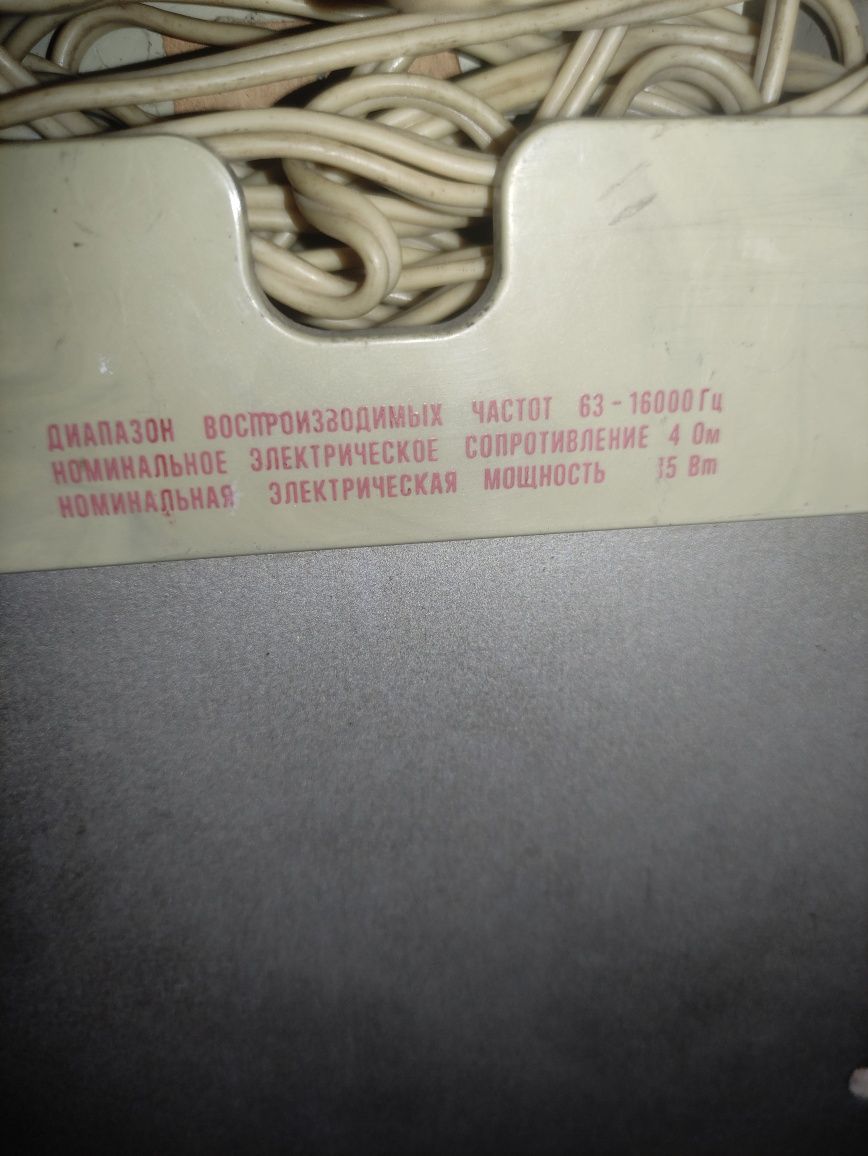 ДИАПАЗОН ВОСПРОИЗВОДИМЫХ ЧАСТОТ 63-16000 Гц
НОМИНАЛЬНОЕ ЭЛЕКТРИЧЕСКОЕ СОПРОТИВЛЕНИЕ 4 Ом
НОМИНАЛЬНАЯ ЭЛЕКТРИЧЕСКАЯ МОЩНОСТЬ 15 Вт